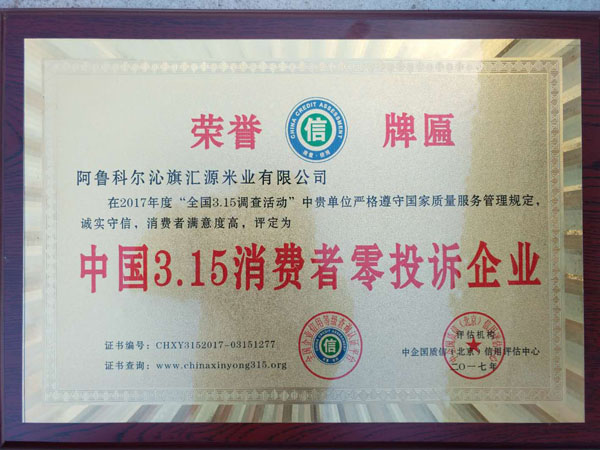 荣誉
CHINA CREDIT ASSESSMENT
信
牌匾
阿鲁科尔沁旗汇源米业有限公司
在2017年度“全国3.15调查活动”中贵单位严格遵守国家质量服务管理规定,
诚实守信,消费者满意度高,评定为
中国3.15消费者零投诉企业
证书编号:CHXY3152017-03151277
证书查询:www.chinaxinyong315.org
信
评估机构
中企国质信(北京)信用评估中心
二〇一七年